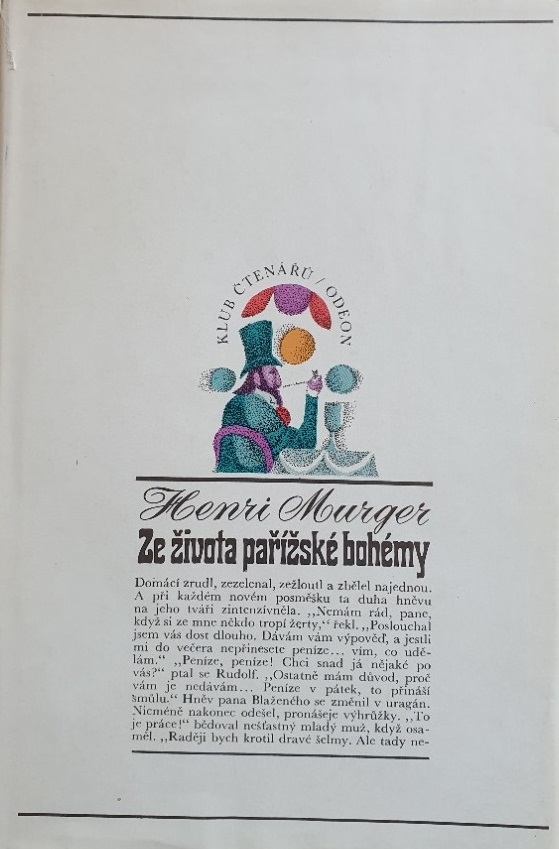 KLUB ČTENÁŘŮ / ODEON
Henri Murger
Ze života pařížské bohémy
Domácí zrudl, zezelenal, zežloutl a zbělel najednou.
A při každém novém posměšku ta duha hněvu
na jeho tváři zintenzívněla. „Nemám rád, pane,
když si ze mne někdo tropí žerty,“ řekl. „Poslouchal
jsem vás dost dlouho. Dávám vám výpověď, a jestli
mi do večera nepřinesete peníze... vím, co udě-
lám.“ „Peníze, peníze! Chci snad já nějaké po
vás?“ ptal se Rudolf. „Ostatně mám důvod, proč
vám je nedávám... Peníze v pátek, to přináší
smůlu.“ Hněv pana Blaženého se změnil v uragán.
Nicméně nakonec odešel, pronášeje výhrůžky. „To
je práce!“ bědoval nešťastný mladý muž, když osa-
měl. „Raději bych krotil dravé šelmy. Ale tady ne-